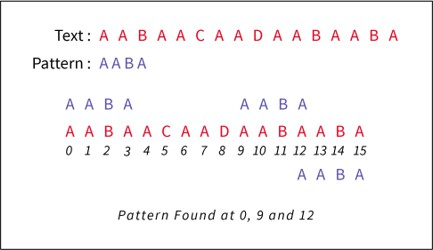 Text : A A B A A C A A D A A B A A B A
Pattern : A A B A
A A B A A A B A
A A B A A C A A D A A B A A B A
0 1 2 3 4 5 6 7 8 9 10 11 12 13 14 15
A A B A
Pattern Found at 0, 9 and 12